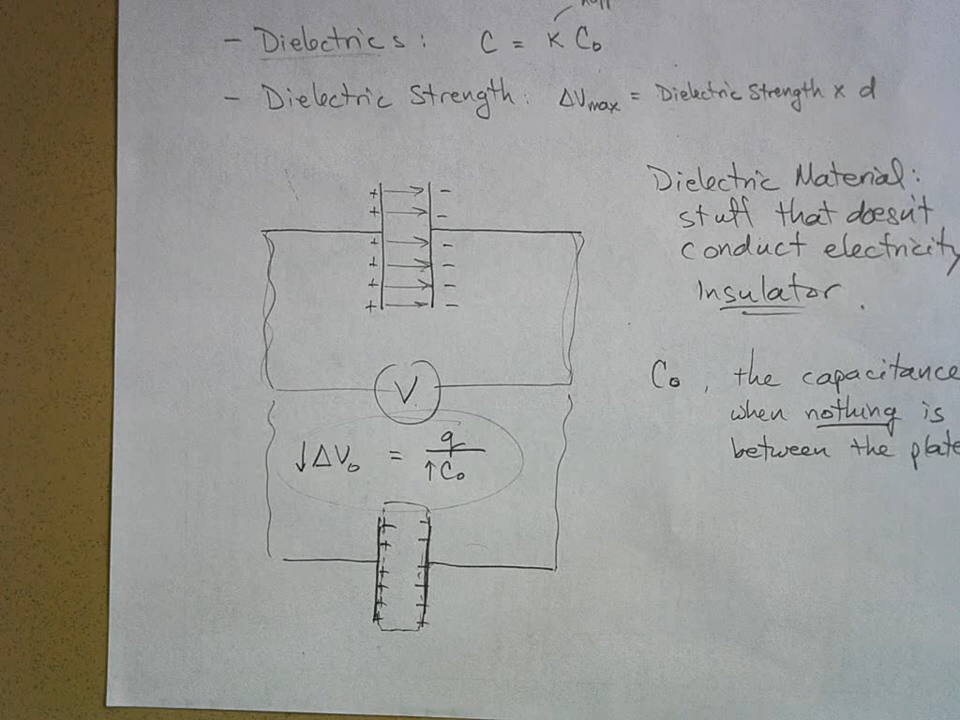 - Dielectrics: C = K C₀
- Dielectric Strength: ΔVmax = Dielectric Strength x d
Dielectric Material:
stuff that doesn't
conduct electricity
Insulator.
+ -
+ -
+ -
+ -
+ -
+ -
V
C₀, the capacitance
when nothing is
between the plate
↓ΔV₀ = q/↑C₀